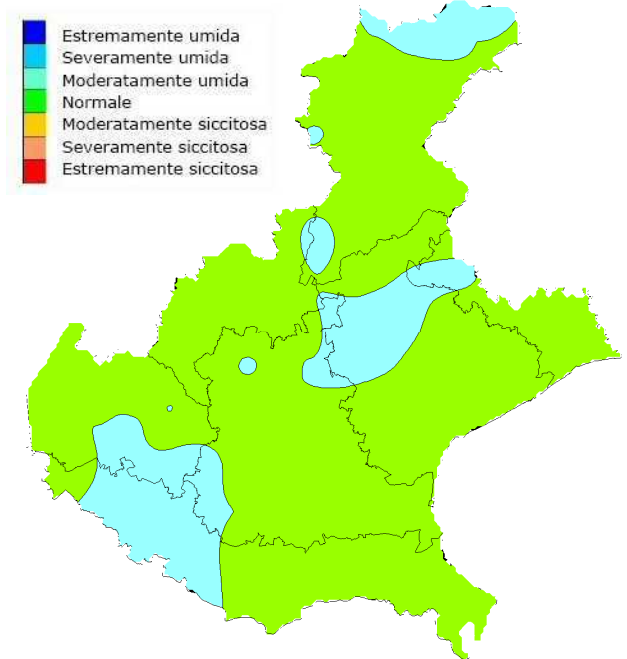 Estremamente umida
Severamente umida
Moderatamente umida
Normale
Moderatamente siccitosa
Severamente siccitosa
Estremamente siccitosa